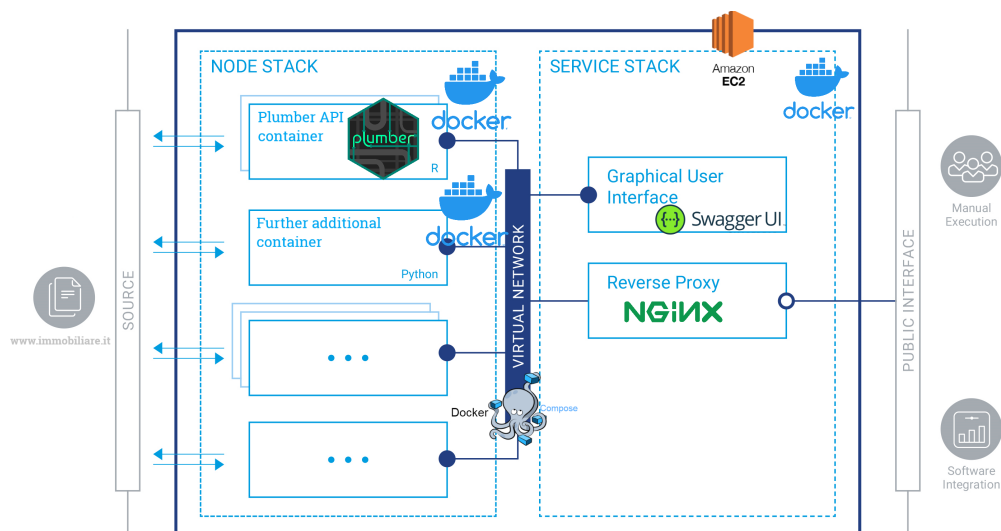 Amazon
EC2
NODE STACK
SERVICE STACK
docker
docker
Plumber API
container
plumber
R
Graphical User
Interface
Swagger UI
docker
Further additional
container
Python
Reverse Proxy
NGINX
...
...
VIRTUAL NETWORK
Docker
Compose
SOURCE
www.immobiliare.it
PUBLIC INTERFACE
Manual
Execution
Software
Integration